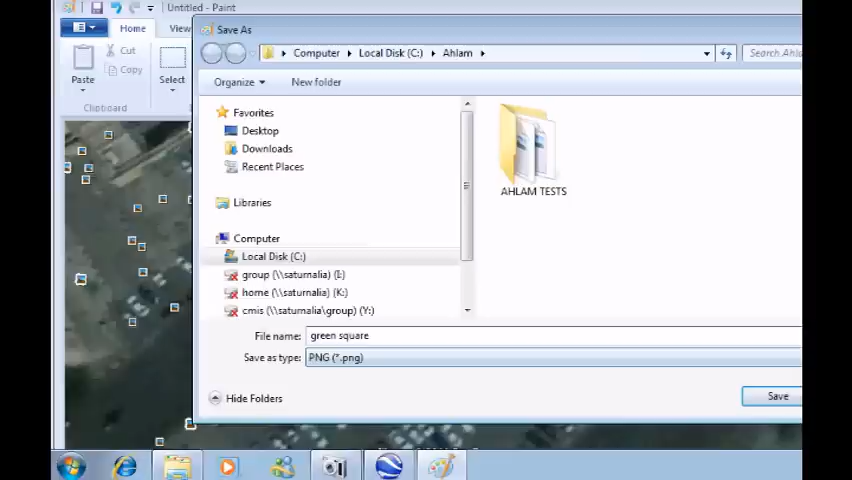 Untitled - Paint
Home
View
Paste
Cut
Copy
Select
Clipboard
Save As
Computer
Local Disk (C:)
Ahlam
Organize
New folder
Favorites
Desktop
Downloads
Recent Places
Libraries
Computer
Local Disk (C:)
group (\\saturnalia) (I:)
home (\\saturnalia) (K:)
cmis (\\saturnalia\group) (Y:)
AHLAM TESTS
File name: green square
Save as type: PNG (*.png)
Hide Folders
Save